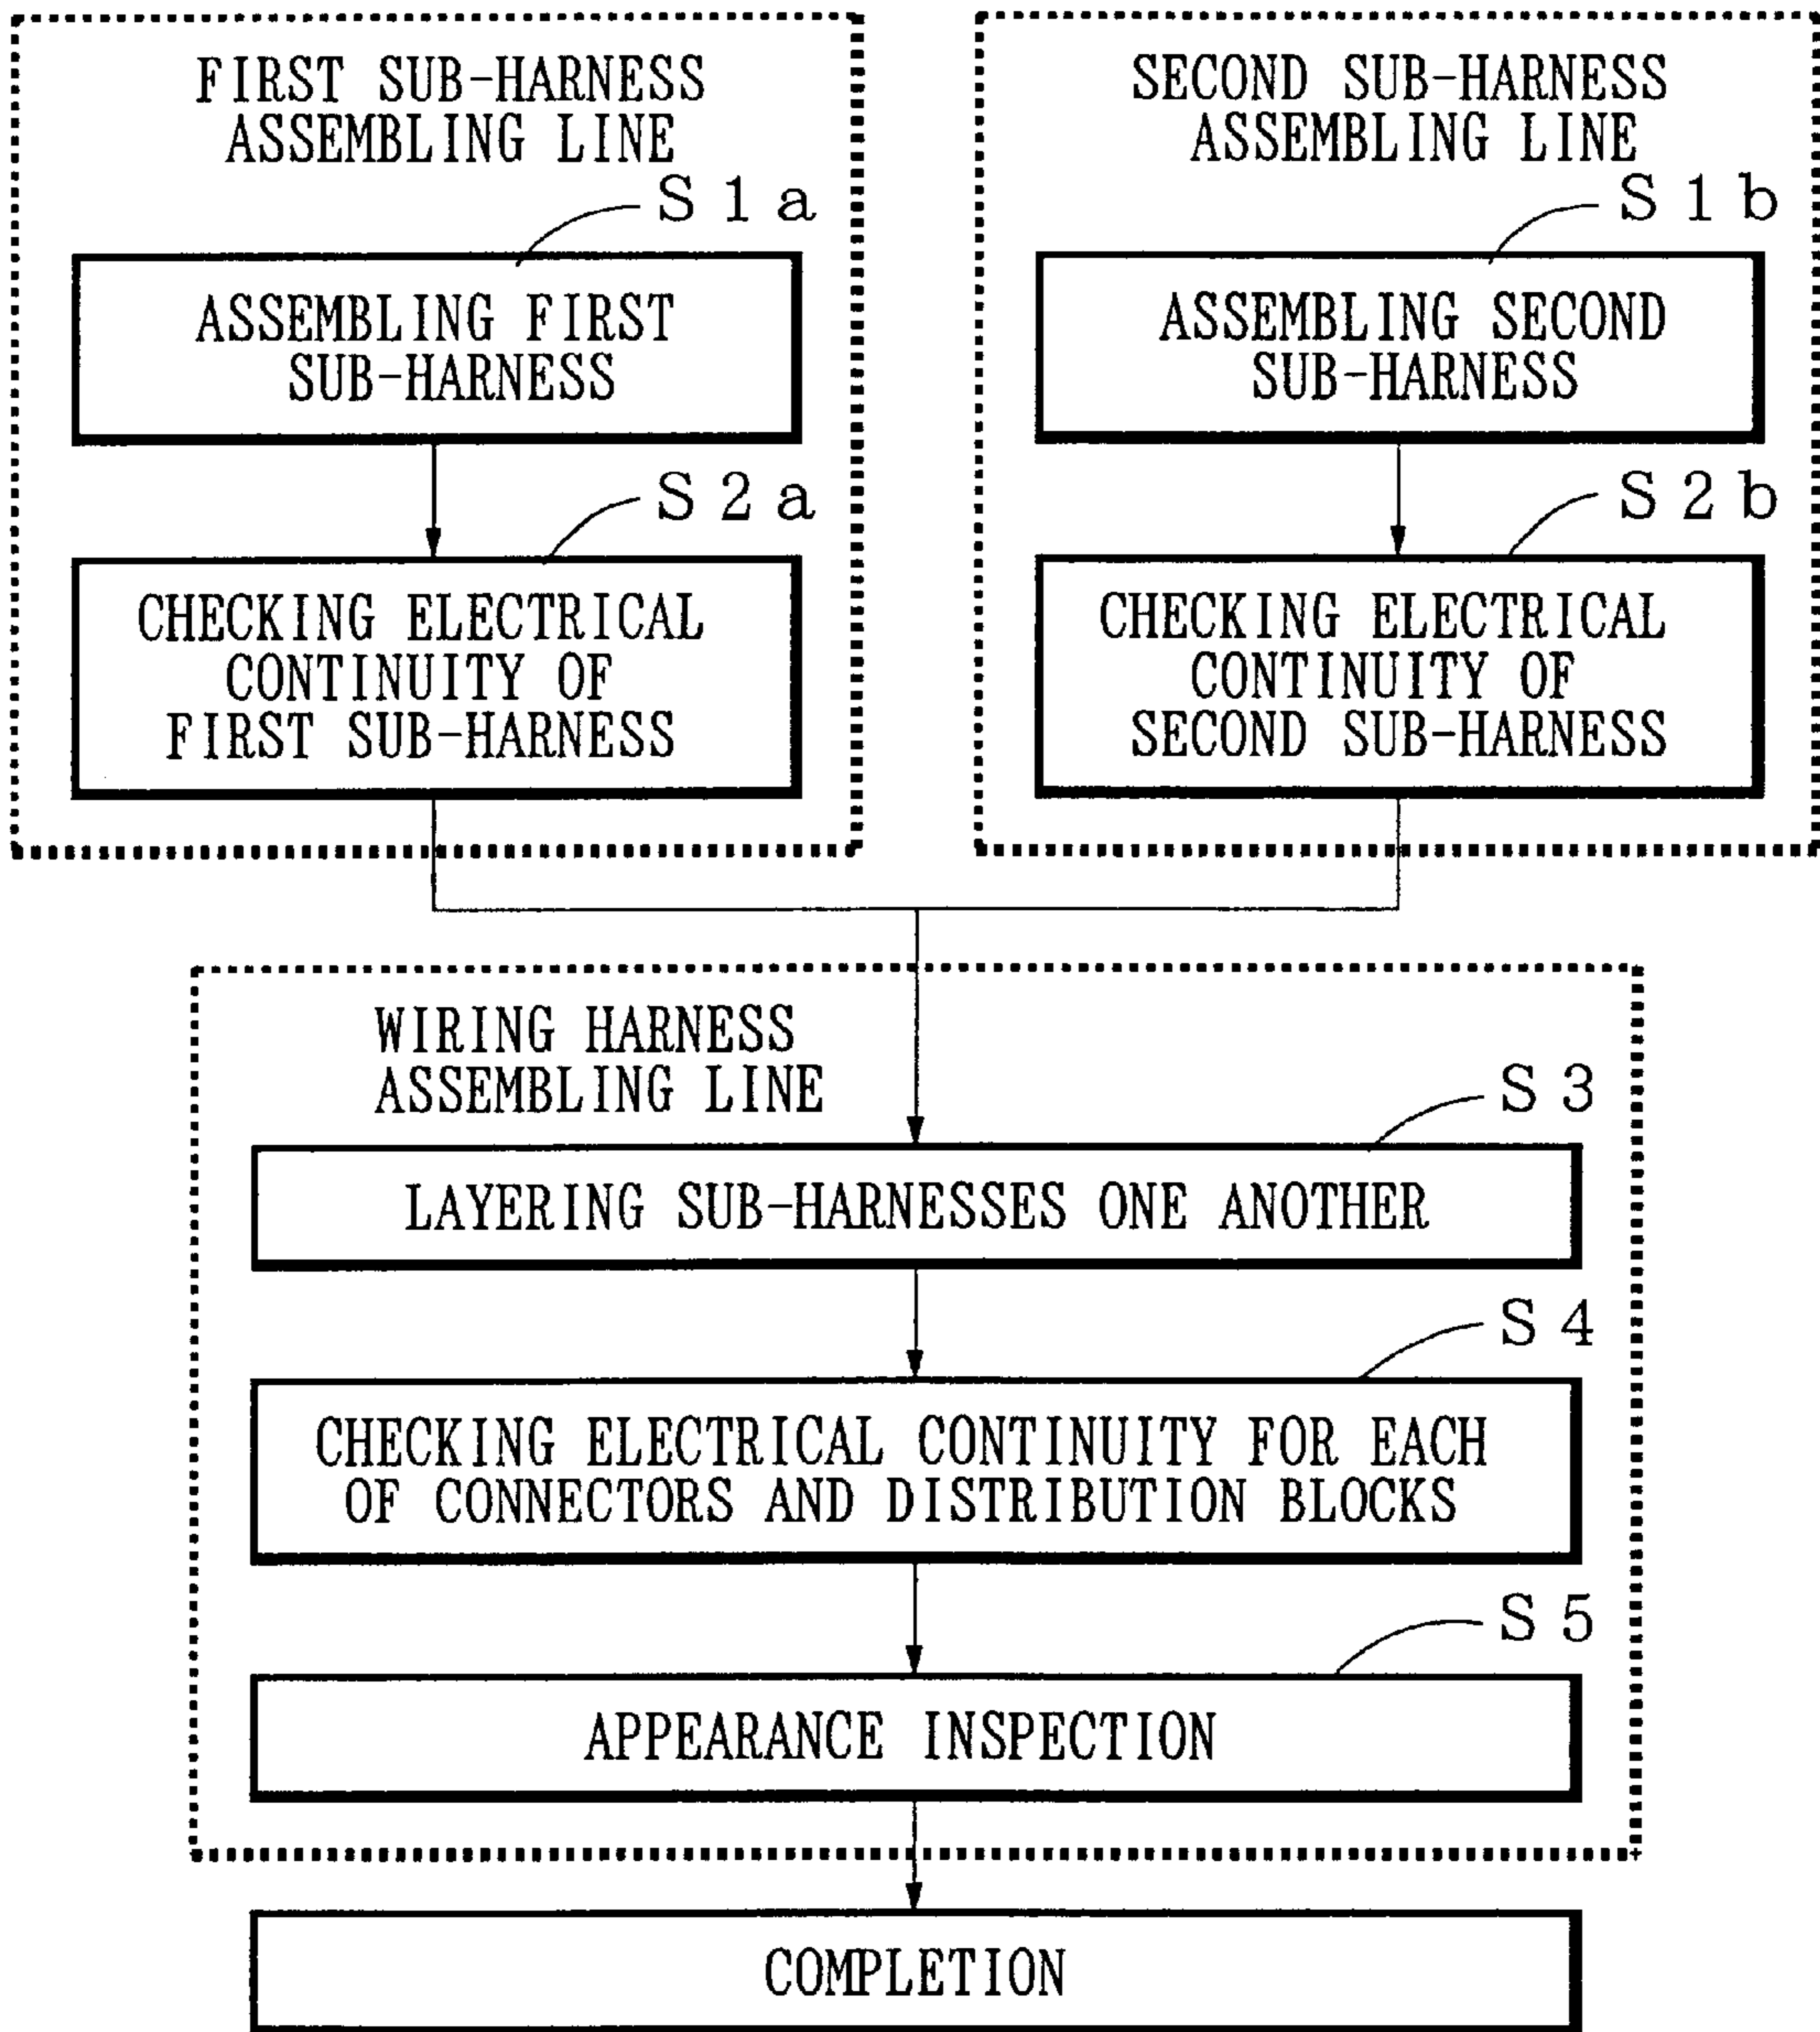 FIRST SUB-HARNESS
ASSEMBLING LINE
S1a
ASSEMBLING FIRST
SUB-HARNESS
S2a
CHECKING ELECTRICAL
CONTINUITY OF
FIRST SUB-HARNESS
SECOND SUB-HARNESS
ASSEMBLING LINE
S1b
ASSEMBLING SECOND
SUB-HARNESS
S2b
CHECKING ELECTRICAL
CONTINUITY OF
SECOND SUB-HARNESS
WIRING HARNESS
ASSEMBLING LINE
S3
LAYERING SUB-HARNESSES ONE ANOTHER
S4
CHECKING ELECTRICAL CONTINUITY FOR EACH
OF CONNECTORS AND DISTRIBUTION BLOCKS
S5
APPEARANCE INSPECTION
COMPLETION